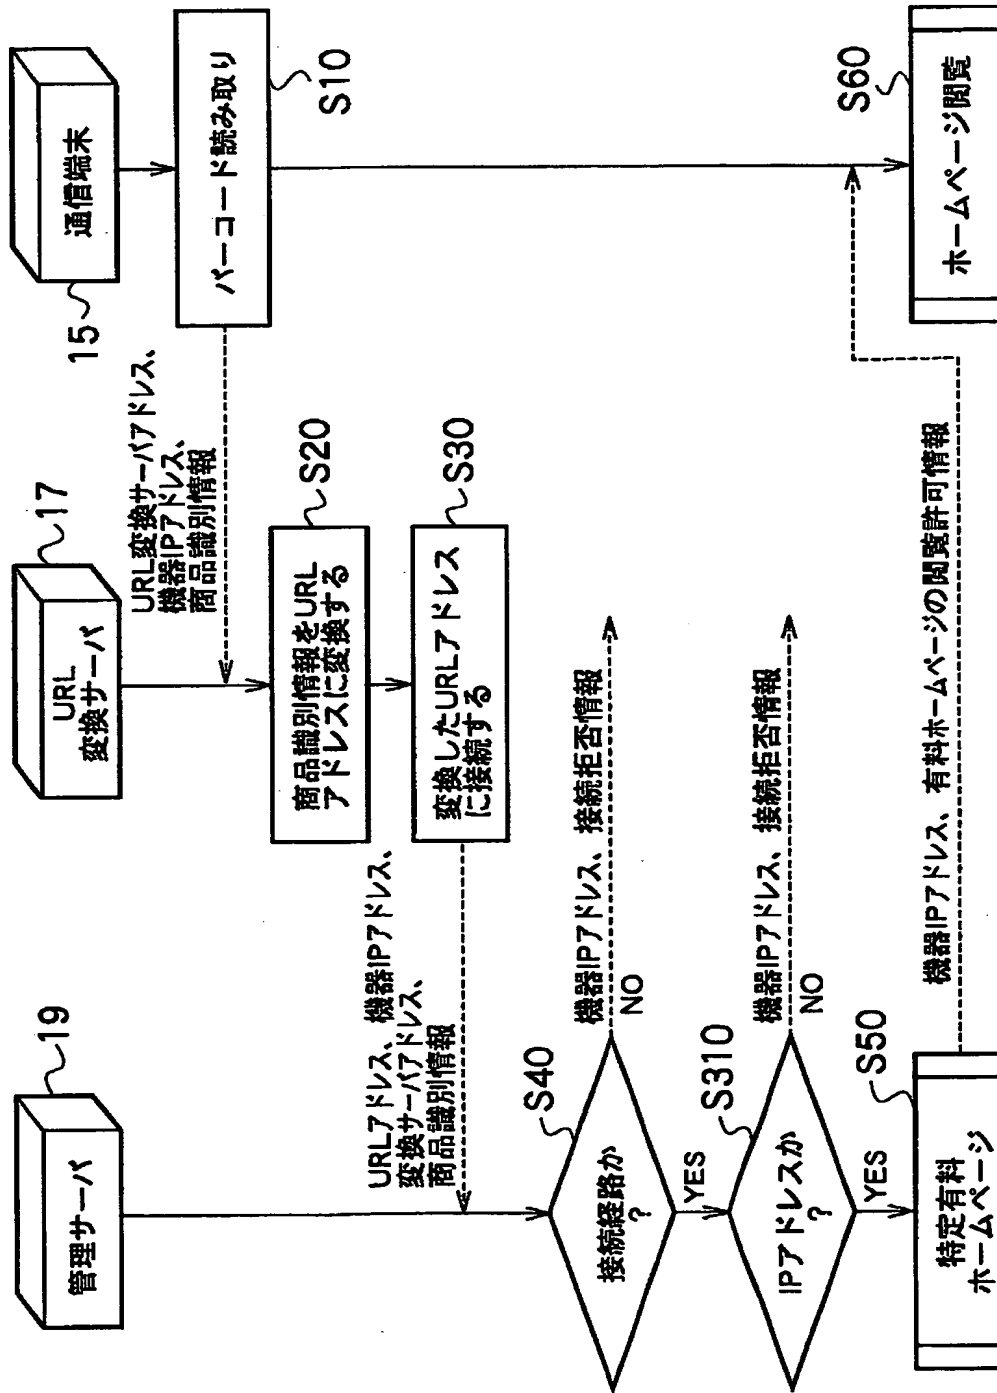 管理サーバ
19
URLアドレス、機器IPアドレス、
変換サーバアドレス、
商品識別情報
接続経路か
?
S40
NO
機器IPアドレス、接続拒否情報
YES
IPアドレスか
?
S310
NO
機器IPアドレス、接続拒否情報
YES
特定有料
ホームページ
S50
機器IPアドレス、有料ホームページの閲覧許可情報
URL
変換サーバ
17
URL変換サーバアドレス、
機器IPアドレス、
商品識別情報
商品識別情報をURL
アドレスに変換する
S20
変換したURLアドレス
に接続する
S30
通信端末
15
バーコード読み取り
S10
ホームページ閲覧
S60